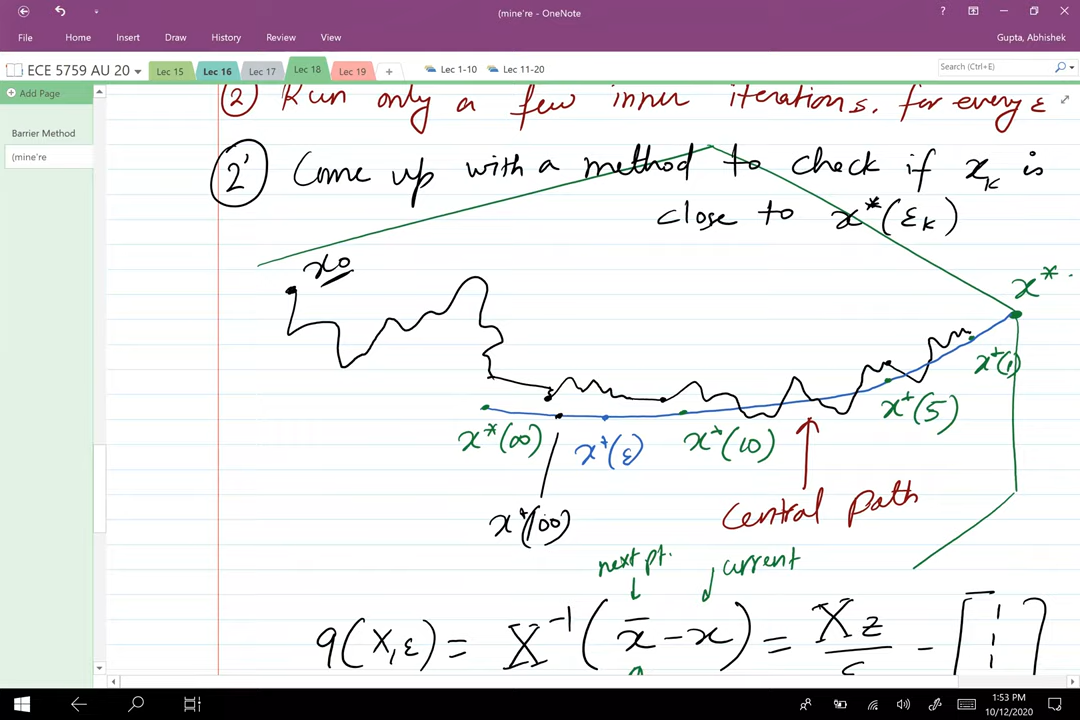 (mine're - OneNote
?
File Home Insert Draw History Review View Gupta, Abhishek
ECE 5759 AU 20 Lec 15 Lec 16 Lec 17 Lec 18 Lec 19 + Lec 1-10 Lec 11-20 Search (Ctrl+E)
Add Page
Barrier Method
(mine're
(2) Run only a few inner iterations. for every ε
(2') Come up with a method to check if x_k is
close to x*(ε_k)
x0
x*
x*(∞) x*(ε) x*(10) x*(5)
x*(100)
Central path
next pt. current
q(x,ε) = X⁻¹(x̄ - x) = Xz/ε - [1
1:53 PM
10/12/2020